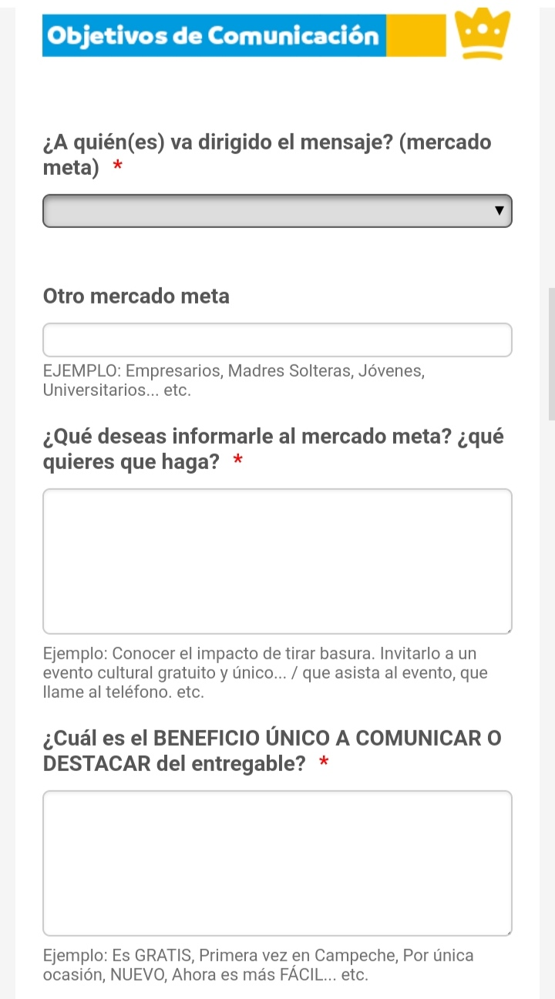 Objetivos de Comunicación
¿A quién(es) va dirigido el mensaje? (mercado
meta) *
▼
Otro mercado meta
EJEMPLO: Empresarios, Madres Solteras, Jóvenes,
Universitarios... etc.
¿Qué deseas informarle al mercado meta? ¿qué
quieres que haga? *
Ejemplo: Conocer el impacto de tirar basura. Invitarlo a un
evento cultural gratuito y único... / que asista al evento, que
llame al teléfono. etc.
¿Cuál es el BENEFICIO ÚNICO A COMUNICAR O
DESTACAR del entregable? *
Ejemplo: Es GRATIS, Primera vez en Campeche, Por única
ocasión, NUEVO, Ahora es más FÁCIL... etc.